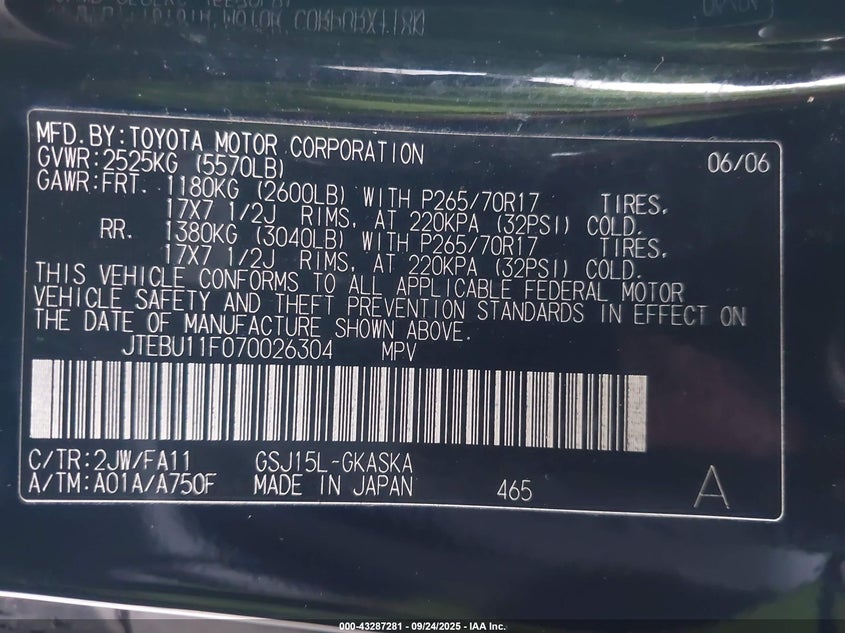 MFD.BY:TOYOTA MOTOR CORPORATION 06/06
GVWR:2525KG (5570LB)
GAWR:FRT. 1180KG (2600LB) WITH P265/70R17 TIRES,
17X7 1/2J RIMS, AT 220KPA (32PSI) COLD.
RR. 1380KG (3040LB) WITH P265/70R17 TIRES,
17X7 1/2J RIMS, AT 220KPA (32PSI) COLD.
THIS VEHICLE CONFORMS TO ALL APPLICABLE FEDERAL MOTOR
VEHICLE SAFETY AND THEFT PREVENTION STANDARDS IN EFFECT ON
THE DATE OF MANUFACTURE SHOWN ABOVE.
JTEBU11F070026304 MPV
C/TR:2JW/FA11 GSJ15L-GKASKA
A/TM:A01A/A750F MADE IN JAPAN 465 A
000-43287281 - 09/24/2025 - IAA Inc.